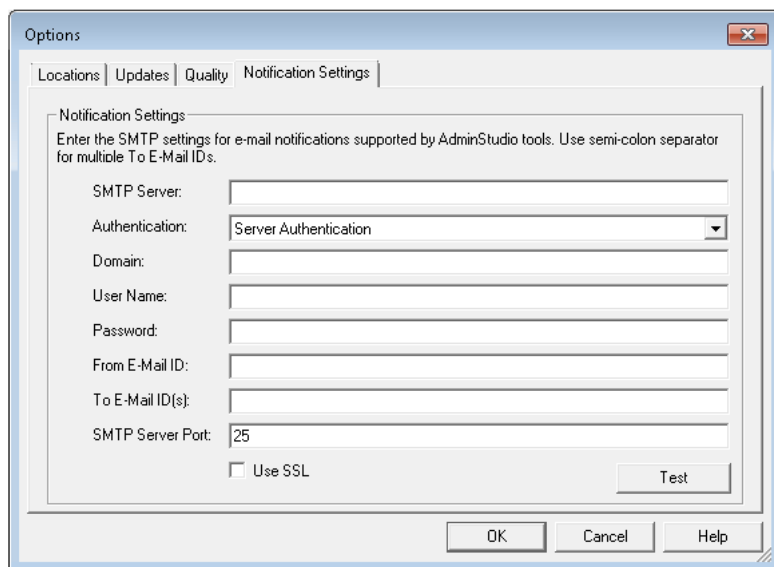 Options
Locations Updates Quality Notification Settings
Notification Settings
Enter the SMTP settings for e-mail notifications supported by AdminStudio tools. Use semi-colon separator
for multiple To E-Mail IDs.
SMTP Server:
Authentication: Server Authentication
Domain:
User Name:
Password:
From E-Mail ID:
To E-Mail ID(s):
SMTP Server Port: 25
Use SSL Test
OK Cancel Help